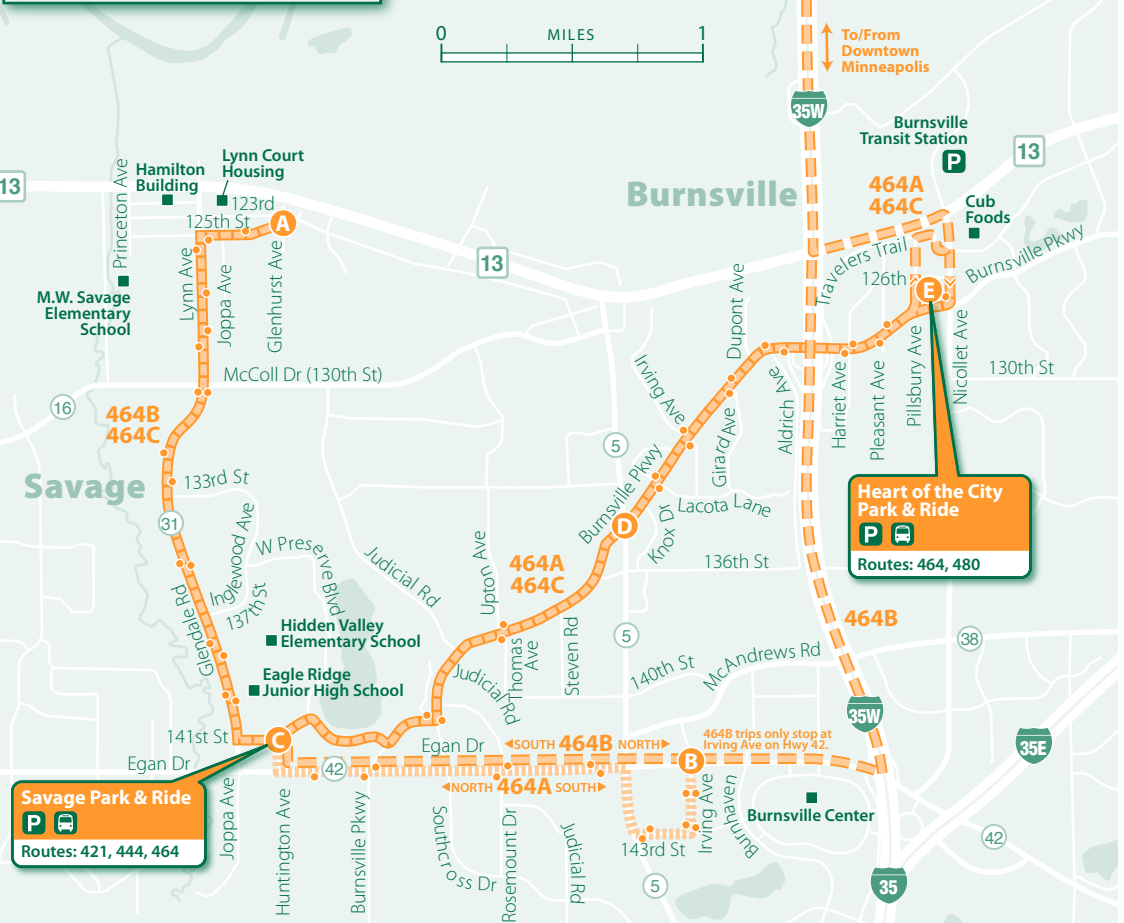 0 MILES 1
To/From
Downtown
Minneapolis
35W
Burnsville
Transit Station
P
13
Lynn Court
Housing
Hamilton
Building
13
Princeton Ave
123rd
125th St
A
Burnsville
464A
464C
Cub
Foods
13
Travelers Trail
126th
E
Burnsville Pkwy
M.W. Savage
Elementary
School
Lynn Ave
Joppa Ave
Glenhurst Ave
Dupont Ave
McColl Dr (130th St)
130th St
16
464B
464C
Irving Ave
Girard Ave
Aldrich Ave
Harriet Ave
Pleasant Ave
Pillsbury Ave
Nicollet Ave
5
Savage
133rd St
31
Burnsville Pkwy
Lacota Lane
Knox Dr
D
Heart of the City
Park & Ride
P
Routes: 464, 480
Inglewood Ave
W Preserve Blvd
Judicial Rd
137th St
Glendale Rd
Upton Ave
464A
464C
136th St
464B
Hidden Valley
Elementary School
5
38
Eagle Ridge
Junior High School
Judicial Rd
Thomas
Ave
Steven Rd
140th St
McAndrews Rd
35W
35E
141st St
C
Egan Dr
SOUTH 464B NORTH
464B trips only stop at
Irving Ave on Hwy 42.
B
Egan Dr
42
NORTH 464A SOUTH
Savage Park & Ride
P
Routes: 421, 444, 464
Joppa Ave
Huntington Ave
Burnsville Pkwy
Southcross Dr
Rosemount Dr
Judicial Rd
143rd St
Irving Ave
Burnhaven
Burnsville Center
42
5
35